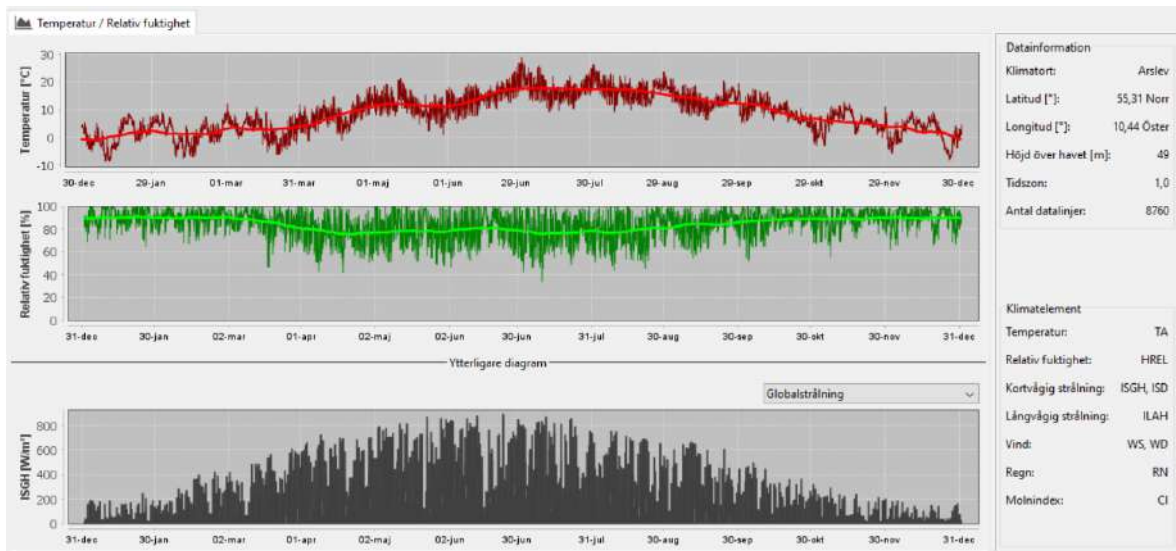 Temperatur / Relativ fuktighet
Temperatur [°C]
30
20
10
0
-10
30-dec 29-jan 01-mar 31-mar 01-maj 01-jun 29-jun 30-jul 29-aug 29-sep 29-okt 29-nov 30-dec
Relativ fuktighet [%]
100
80
60
40
20
0
31-dec 30-jan 02-mar 01-apr 02-maj 02-jun 30-jun 31-jul 30-aug 30-sep 30-okt 30-nov 31-dec
Ytterligare diagram
Globalstrålning
ISGH [W/m²]
800
600
400
200
0
31-dec 30-jan 02-mar 01-apr 02-maj 02-jun 30-jun 31-jul 30-aug 30-sep 30-okt 30-nov 31-dec
Datainformation
Klimatort: Arslev
Latitud [°]: 55,31 Norr
Longitud [°]: 10,44 Öster
Höjd över havet [m]: 49
Tidszon: 1,0
Antal datalinjer: 8760
Klimatelement
Temperatur: TA
Relativ fuktighet: HREL
Kortvågig strålning: ISGH, ISD
Långvågig strålning: ILAH
Vind: WS, WD
Regn: RN
Molnindex: CI